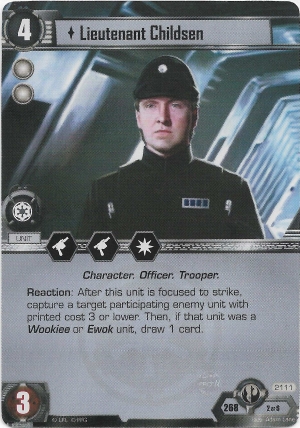 4
Lieutenant Childsen
UNIT
Character. Officer. Trooper.
Reaction: After this unit is focused to strike,
capture a target participating enemy unit with
printed cost 3 or lower. Then, if that unit was a
Wookiee or Ewok unit, draw 1 card.
3
2111
268
2 of 6